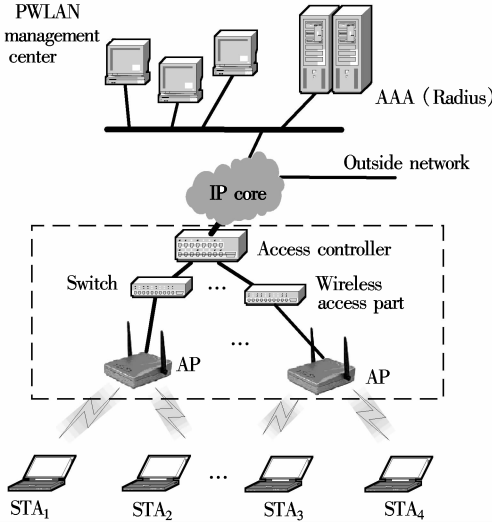 PWLAN
management
center
AAA (Radius)
Outside network
IP core
Access controller
Switch
...
Wireless
access part
...
AP
AP
...
STA₁
STA₂
STA₃
STA₄